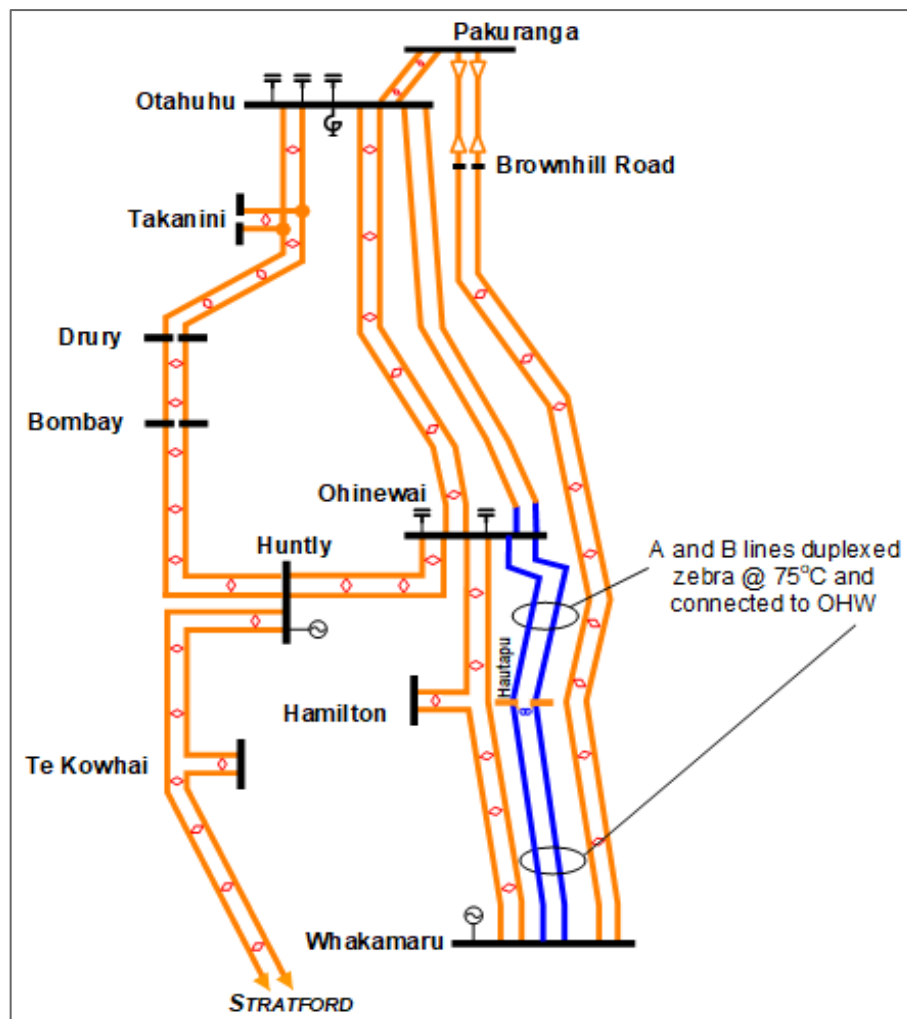 Pakuranga
Otahuhu
Brownhill Road
Takanini
Drury
Bombay
Ohinewai
Huntly
A and B lines duplexed
zebra @ 75°C and
connected to OHW
Hautapu
Hamilton
Te Kowhai
Whakamaru
STRATFORD